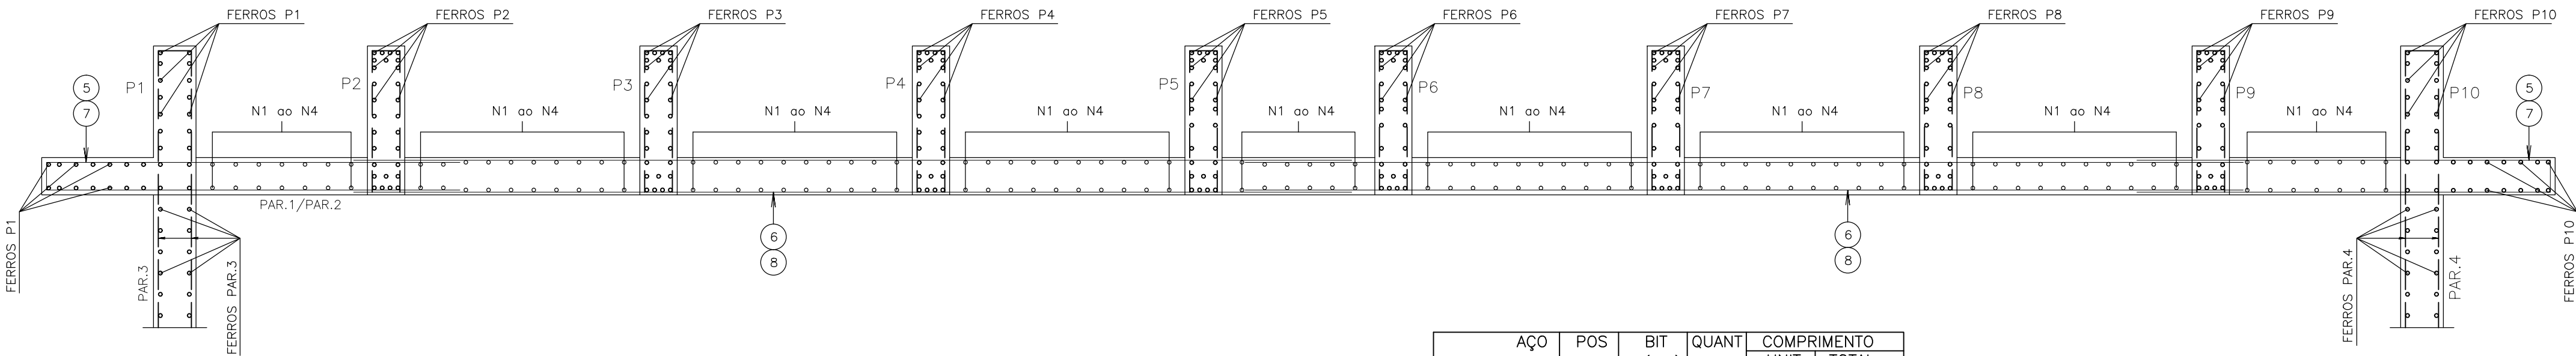 FERROS P1
FERROS P2
FERROS P3
FERROS P4
FERROS P5
FERROS P6
FERROS P7
FERROS P8
FERROS P9
FERROS P10
P1
P2
P3
P4
P5
P6
P7
P8
P9
P10
5
7
5
7
N1 ao N4
N1 ao N4
N1 ao N4
N1 ao N4
N1 ao N4
N1 ao N4
N1 ao N4
N1 ao N4
N1 ao N4
PAR.1/PAR.2
6
8
6
8
FERROS P1
PAR.3
FERROS PAR.3
FERROS PAR.4
PAR.4
FERROS P10
AÇO POS BIT QUANT COMPRIMENTO